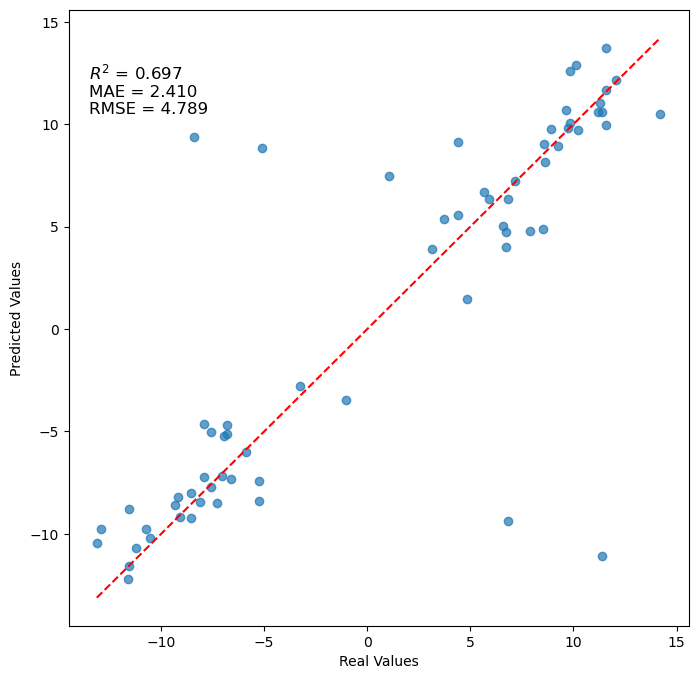 R² = 0.697
MAE = 2.410
RMSE = 4.789
15
10
5
0
−5
−10
Predicted Values
−10
−5
0
5
10
15
Real Values